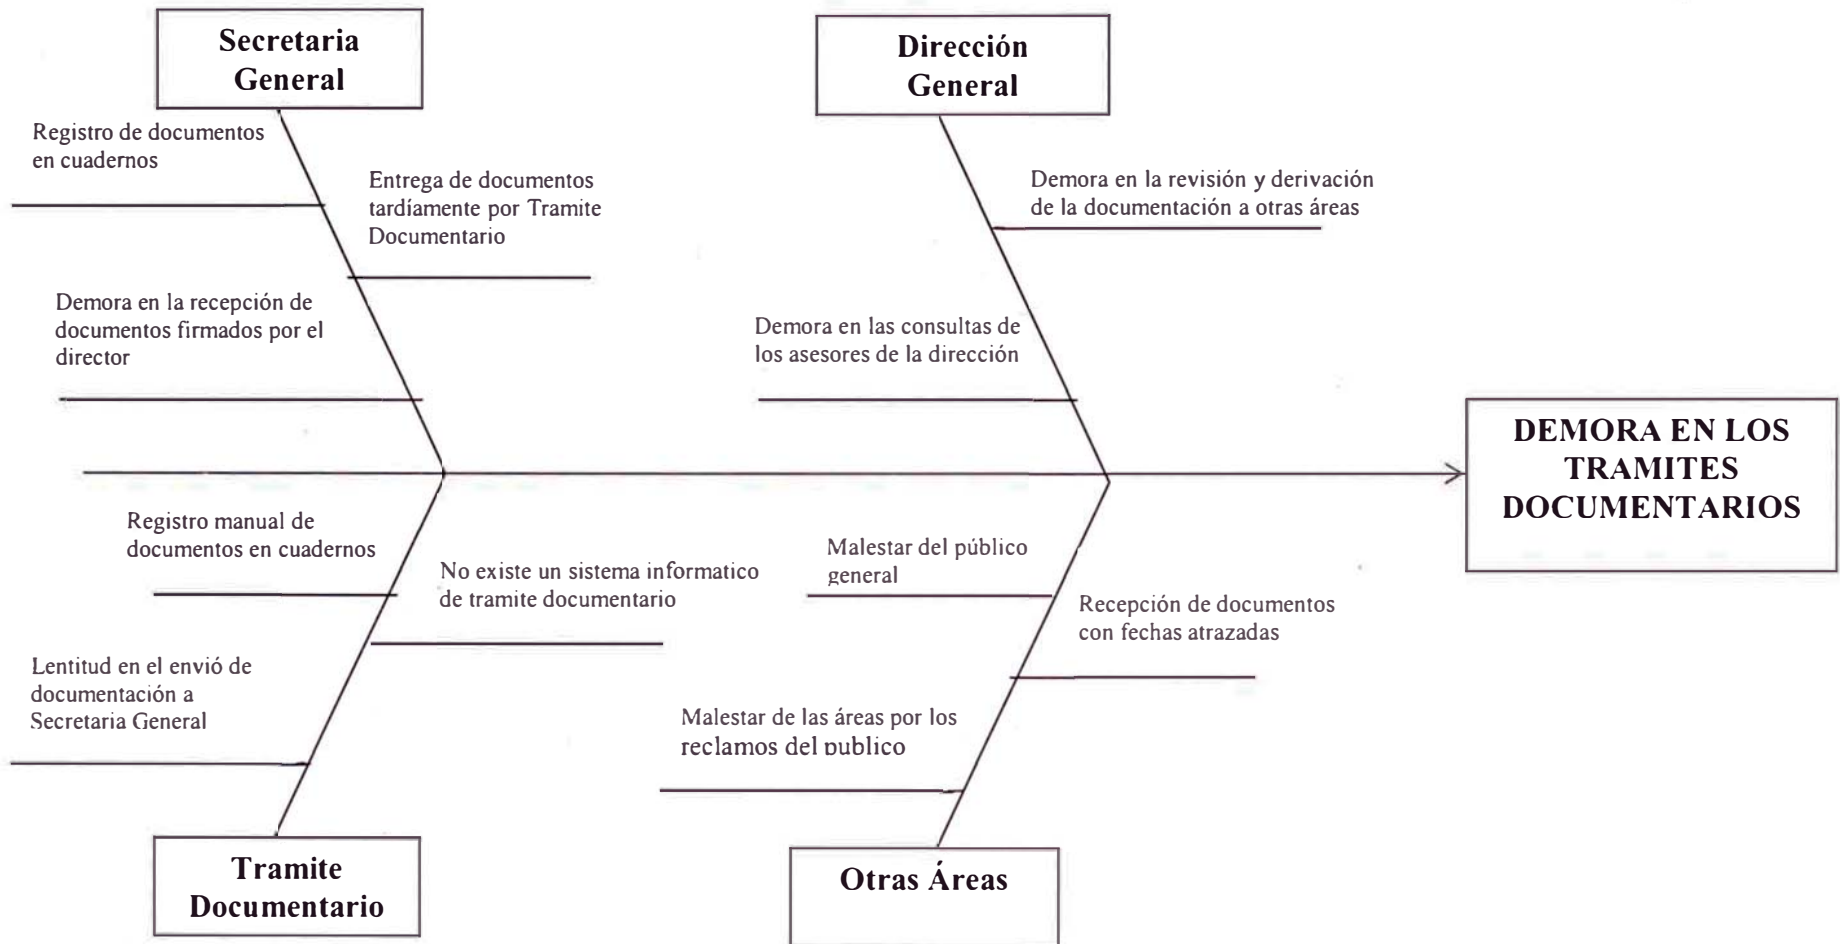 Secretaria
General
Dirección
General
Registro de documentos
en cuadernos
Entrega de documentos
tardíamente por Tramite
Documentario
Demora en la revisión y derivación
de la documentación a otras áreas
Demora en la recepción de
documentos firmados por el
director
Demora en las consultas de
los asesores de la dirección
DEMORA EN LOS
TRAMITES
DOCUMENTARIOS
Registro manual de
documentos en cuadernos
No existe un sistema informatico
de tramite documentario
Malestar del público
general
Recepción de documentos
con fechas atrazadas
Lentitud en el envió de
documentación a
Secretaria General
Malestar de las áreas por los
reclamos del publico
Tramite
Documentario
Otras Áreas